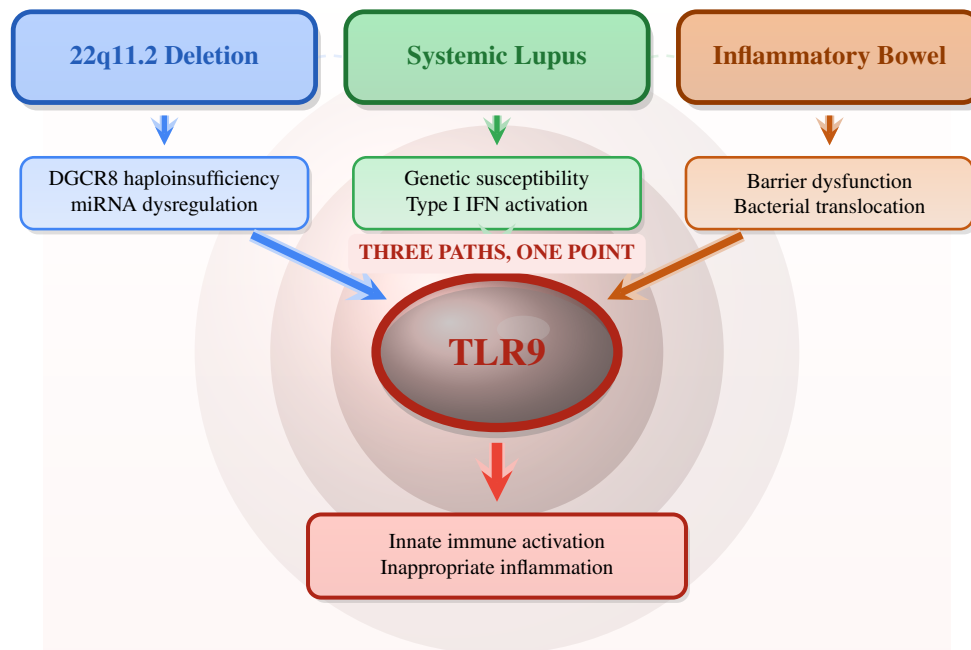 22q11.2 Deletion
Systemic Lupus
Inflammatory Bowel
DGCR8 haploinsufficiency
miRNA dysregulation
Genetic susceptibility
Type I IFN activation
Barrier dysfunction
Bacterial translocation
THREE PATHS, ONE POINT
TLR9
Innate immune activation
Inappropriate inflammation